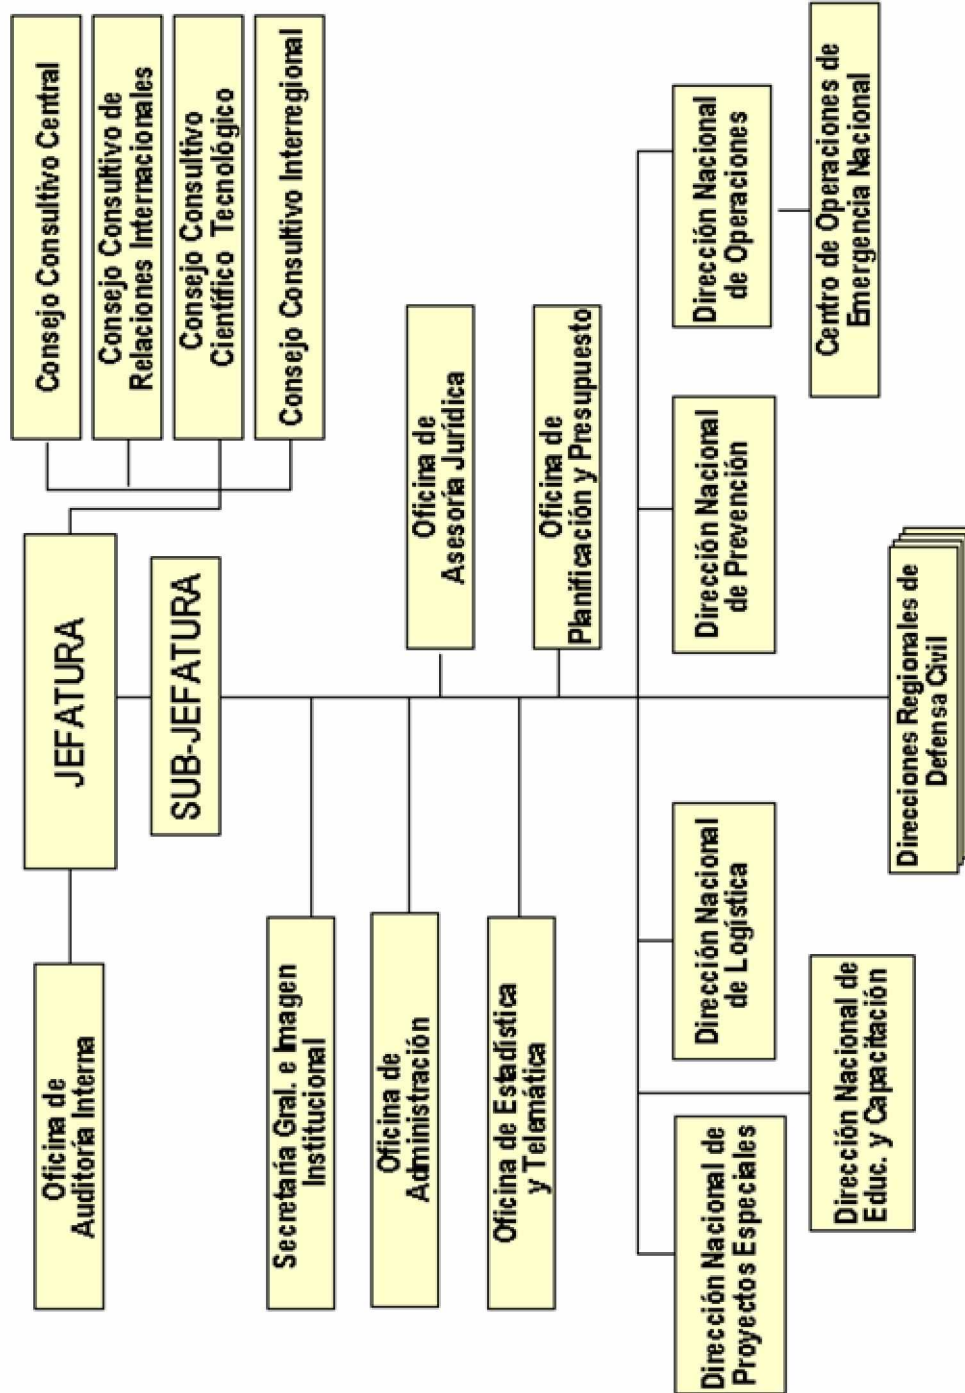 JEFATURA
SUB-JEFATURA
Oficina de
Auditoría Interna
Consejo Consultivo Central
Consejo Consultivo de
Relaciones Internacionales
Consejo Consultivo
Científico Tecnológico
Consejo Consultivo Interregional
Secretaría Gral. e Imagen
Institucional
Oficina de
Administración
Oficina de Estadística
y Telemática
Oficina de
Asesoría Jurídica
Oficina de
Planificación y Presupuesto
Dirección Nacional de
Proyectos Especiales
Dirección Nacional de
Educ. y Capacitación
Dirección Nacional
de Logística
Dirección Nacional
de Prevención
Dirección Nacional
de Operaciones
Centro de Operaciones de
Emergencia Nacional
Direcciones Regionales de
Defensa Civil